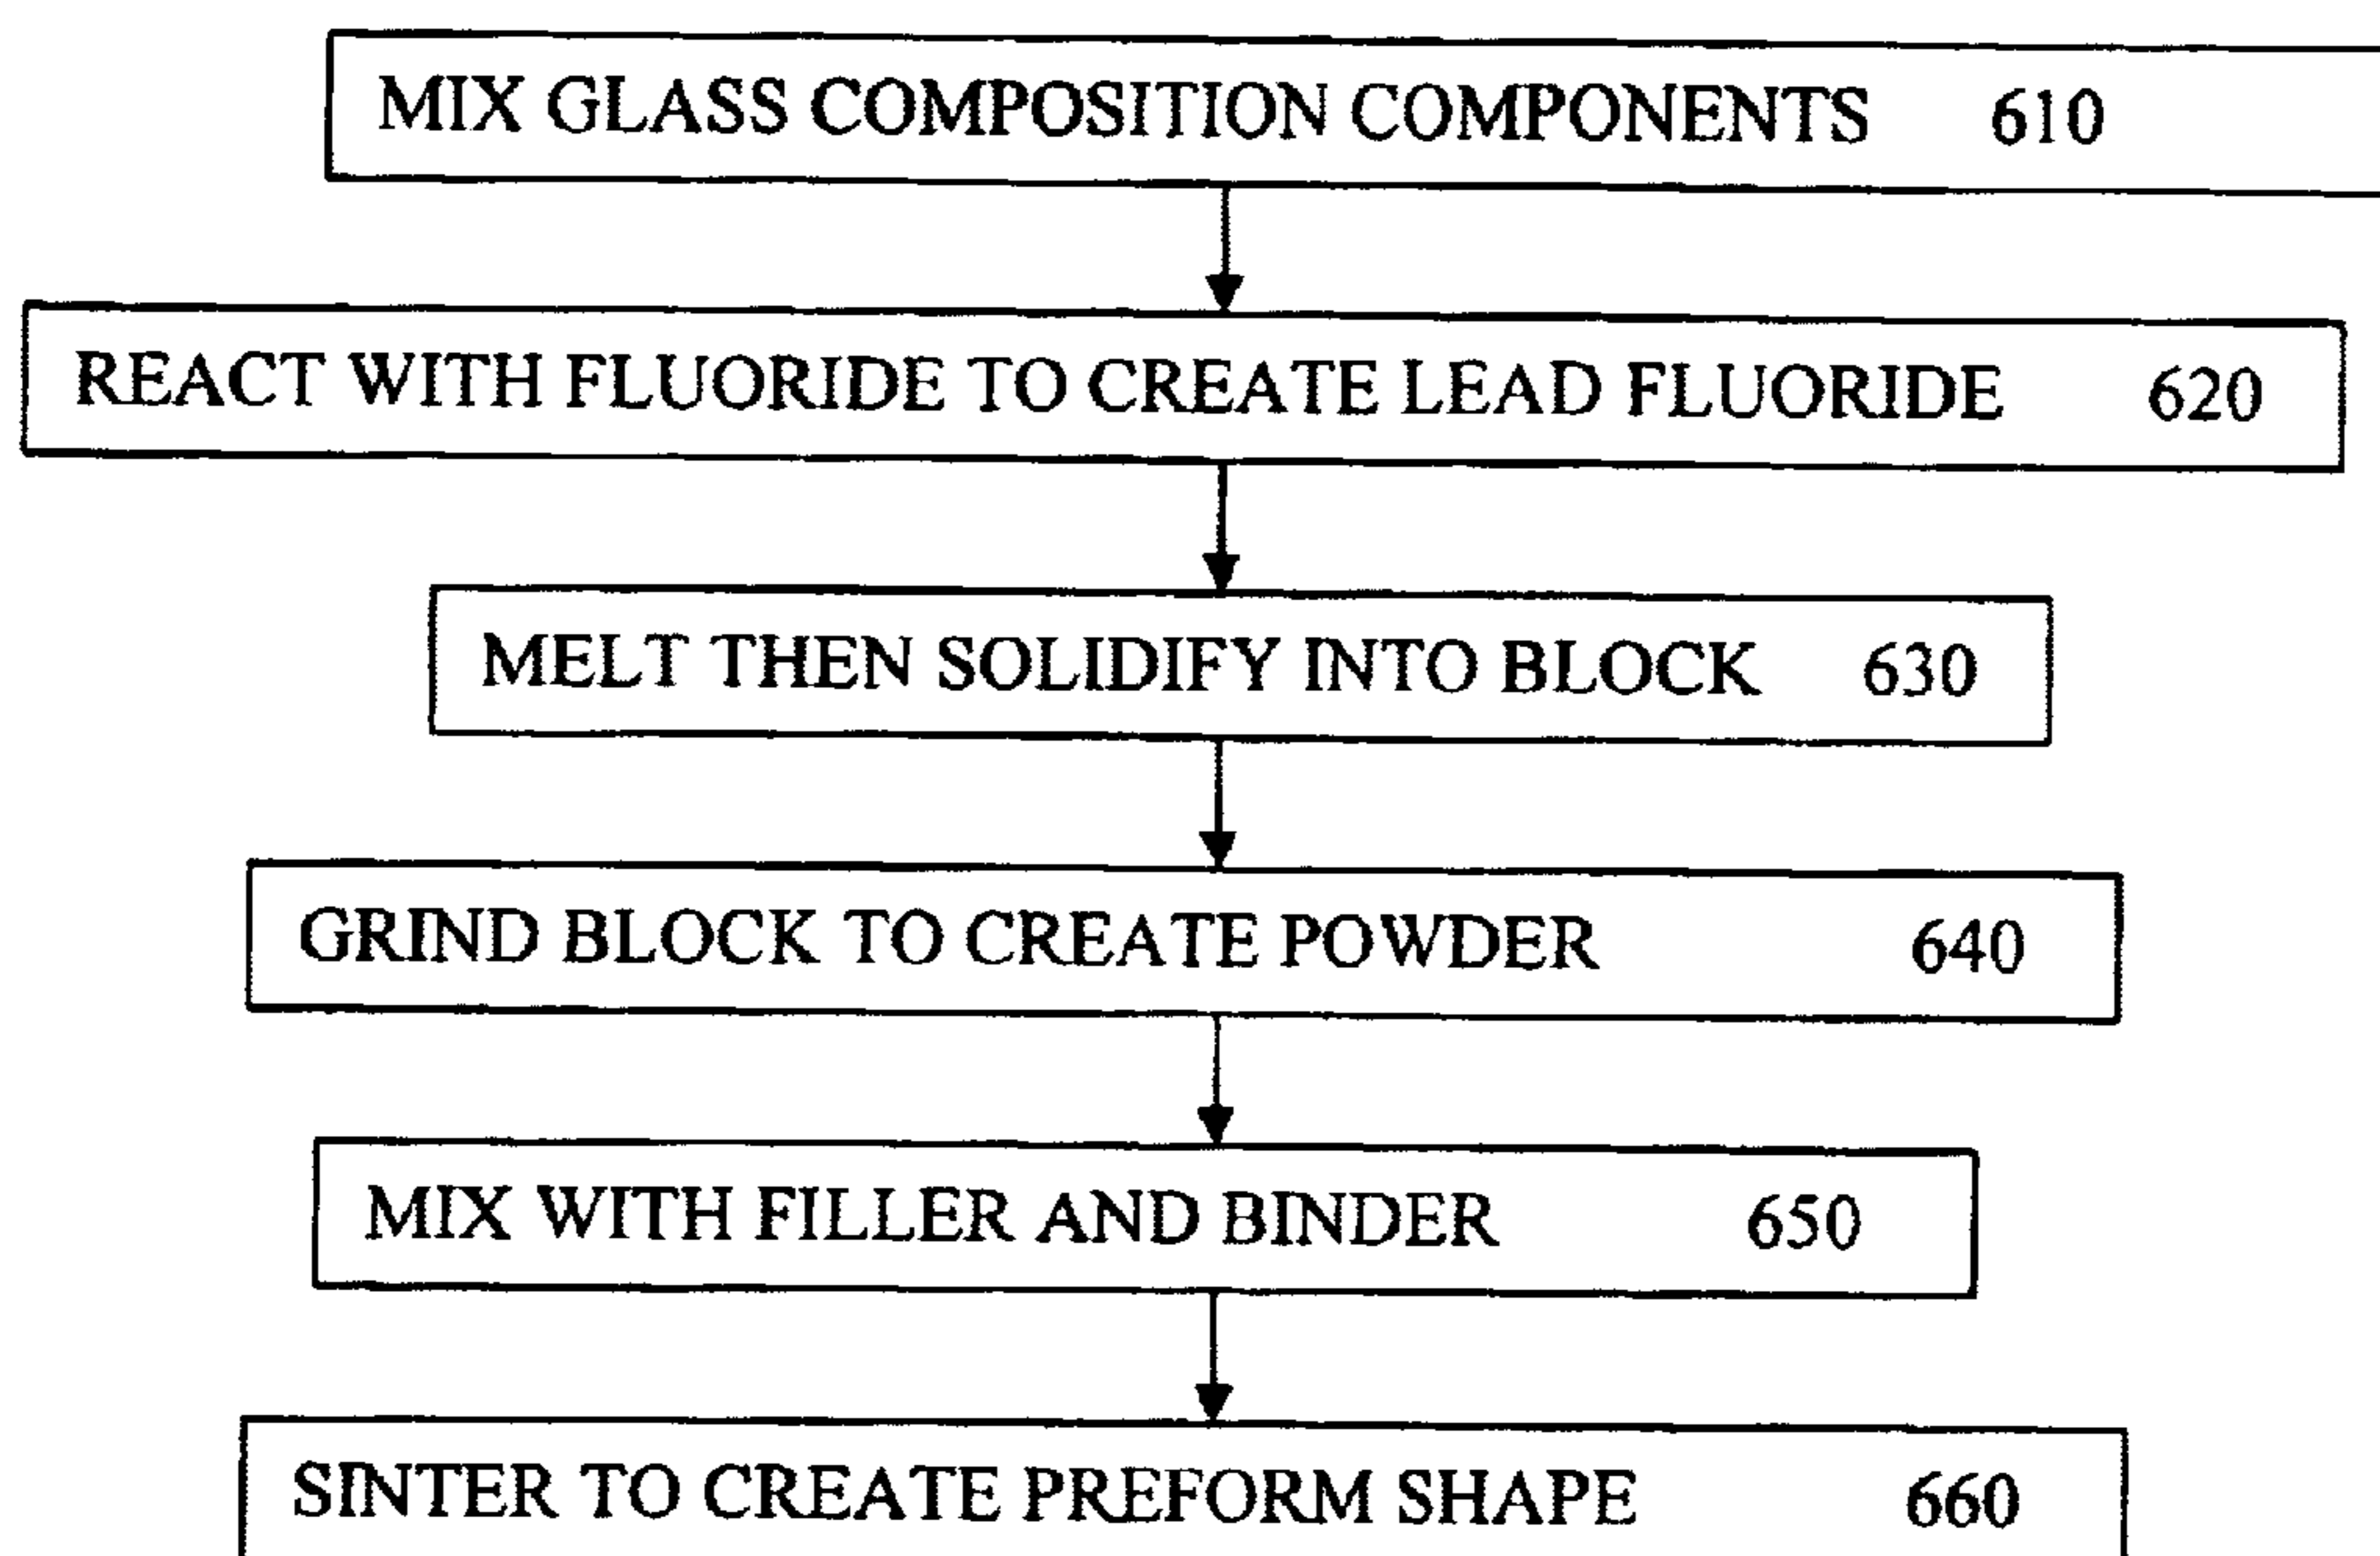 MIX GLASS COMPOSITION COMPONENTS 610
REACT WITH FLUORIDE TO CREATE LEAD FLUORIDE 620
MELT THEN SOLIDIFY INTO BLOCK 630
GRIND BLOCK TO CREATE POWDER 640
MIX WITH FILLER AND BINDER 650
SINTER TO CREATE PREFORM SHAPE 660